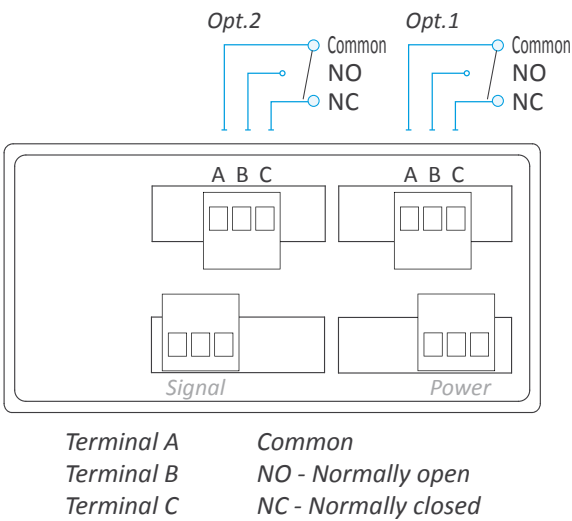 Opt.2 Opt.1
Common Common
NO NO
NC NC
A B C A B C
Signal Power
Terminal A Common
Terminal B NO - Normally open
Terminal C NC - Normally closed